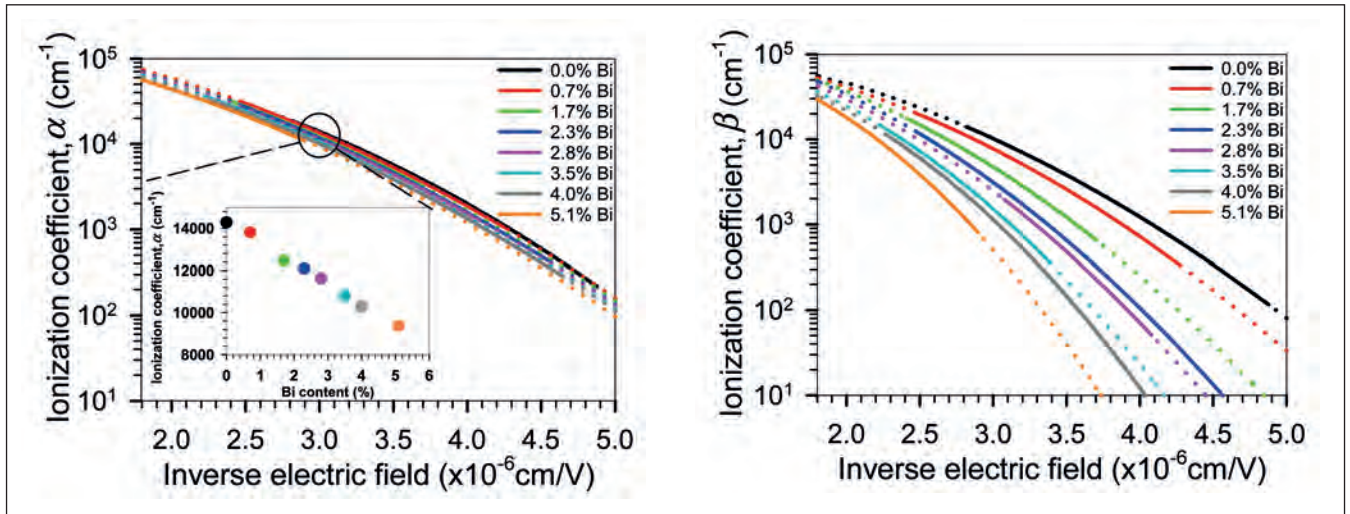 Ionization coefficient, α (cm⁻¹)
10⁵
10⁴
10³
10²
10¹
0.0% Bi
0.7% Bi
1.7% Bi
2.3% Bi
2.8% Bi
3.5% Bi
4.0% Bi
5.1% Bi
Ionization coefficient, α (cm⁻¹)
14000
12000
10000
8000
0 1 2 3 4 5 6
Bi content (%)
2.0 2.5 3.0 3.5 4.0 4.5 5.0
Inverse electric field (x10⁻⁶cm/V)
Ionization coefficient, β (cm⁻¹)
10⁵
10⁴
10³
10²
10¹
0.0% Bi
0.7% Bi
1.7% Bi
2.3% Bi
2.8% Bi
3.5% Bi
4.0% Bi
5.1% Bi
2.0 2.5 3.0 3.5 4.0 4.5 5.0
Inverse electric field (x10⁻⁶cm/V)